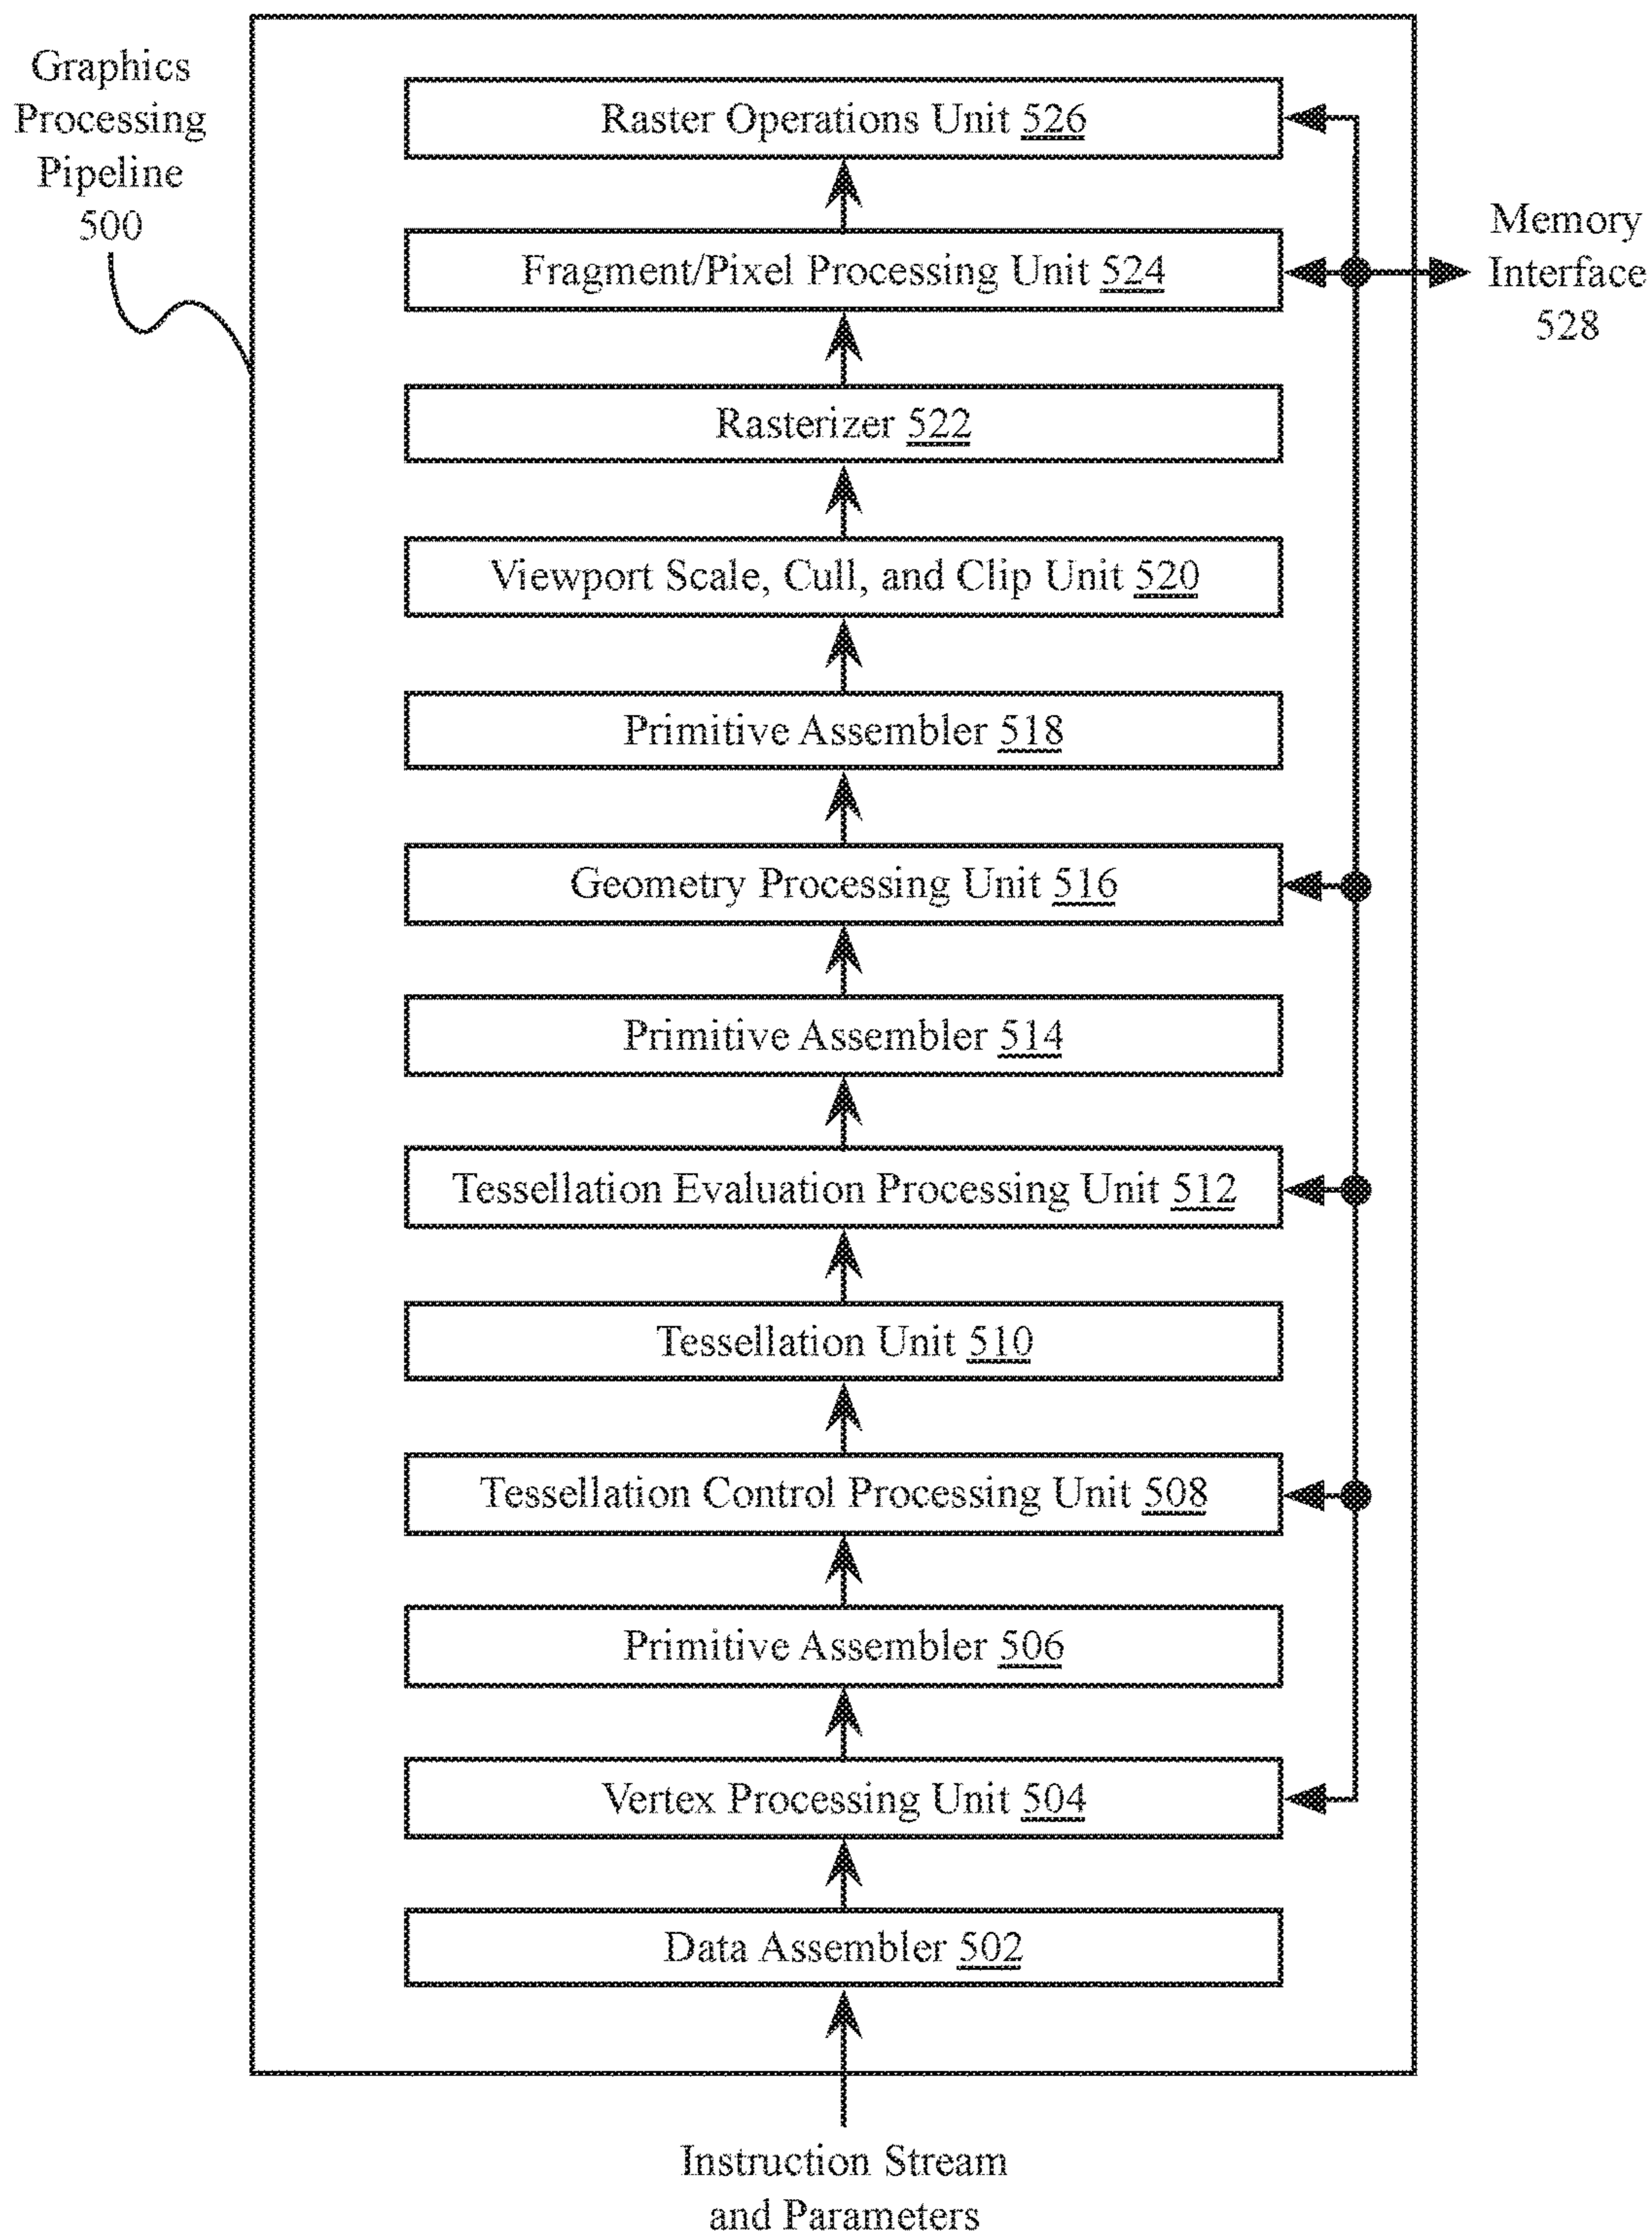 Graphics
Processing
Pipeline
500
Raster Operations Unit 526
Memory
Interface
528
Fragment/Pixel Processing Unit 524
Rasterizer 522
Viewport Scale, Cull, and Clip Unit 520
Primitive Assembler 518
Geometry Processing Unit 516
Primitive Assembler 514
Tessellation Evaluation Processing Unit 512
Tessellation Unit 510
Tessellation Control Processing Unit 508
Primitive Assembler 506
Vertex Processing Unit 504
Data Assembler 502
Instruction Stream
and Parameters